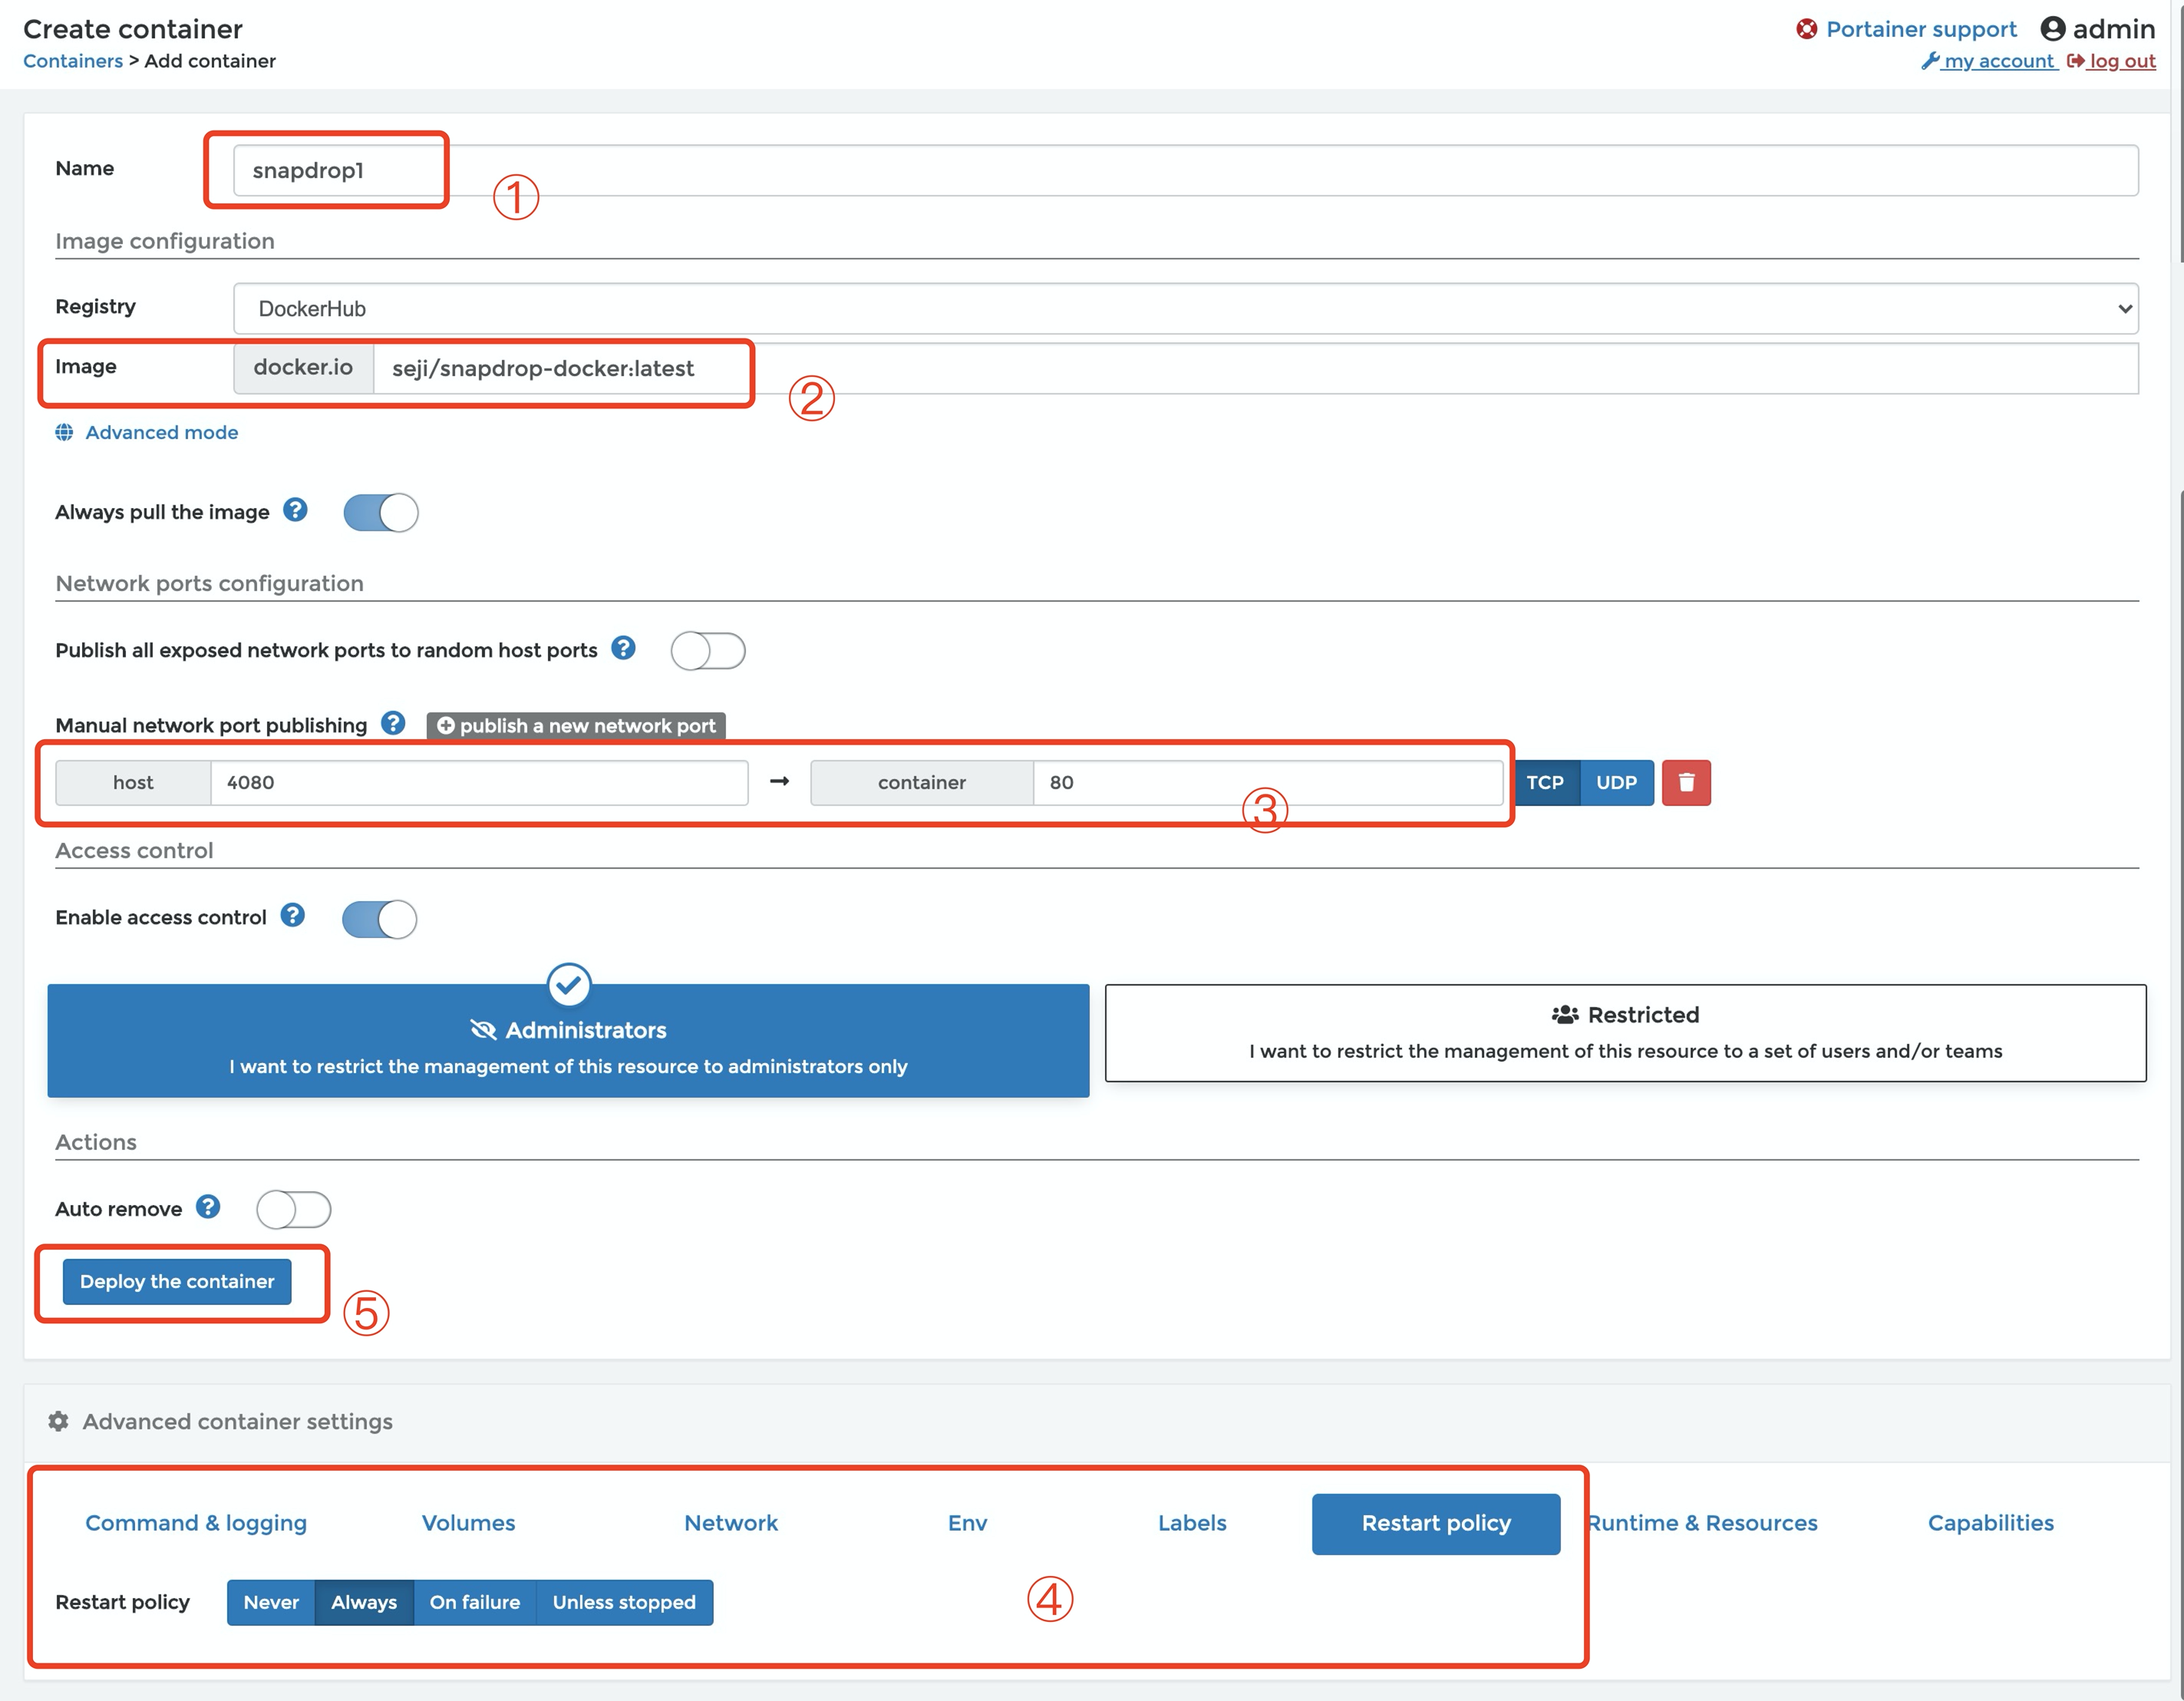 Create container
Portainer support admin
Containers > Add container
my account log out
Name snapdrop1
①
Image configuration
Registry DockerHub
Image docker.io seji/snapdrop-docker:latest
②
Advanced mode
Always pull the image
Network ports configuration
Publish all exposed network ports to random host ports
Manual network port publishing publish a new network port
host 4080 → container 80 TCP UDP
③
Access control
Enable access control
Administrators
I want to restrict the management of this resource to administrators only
Restricted
I want to restrict the management of this resource to a set of users and/or teams
Actions
Auto remove
Deploy the container
⑤
Advanced container settings
Command & logging Volumes Network Env Labels Restart policy Runtime & Resources Capabilities
Restart policy Never Always On failure Unless stopped
④